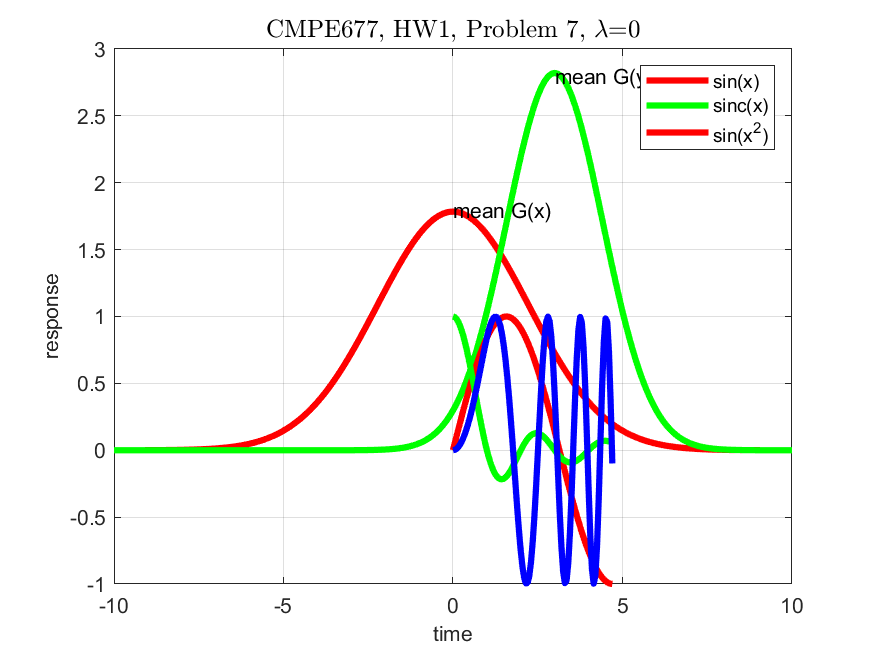 CMPE677, HW1, Problem 7, λ=0
3
2.5
2
1.5
1
0.5
0
-0.5
-1
response
mean G(y
mean G(x)
sin(x)
sinc(x)
sin(x²)
-10
-5
0
5
10
time